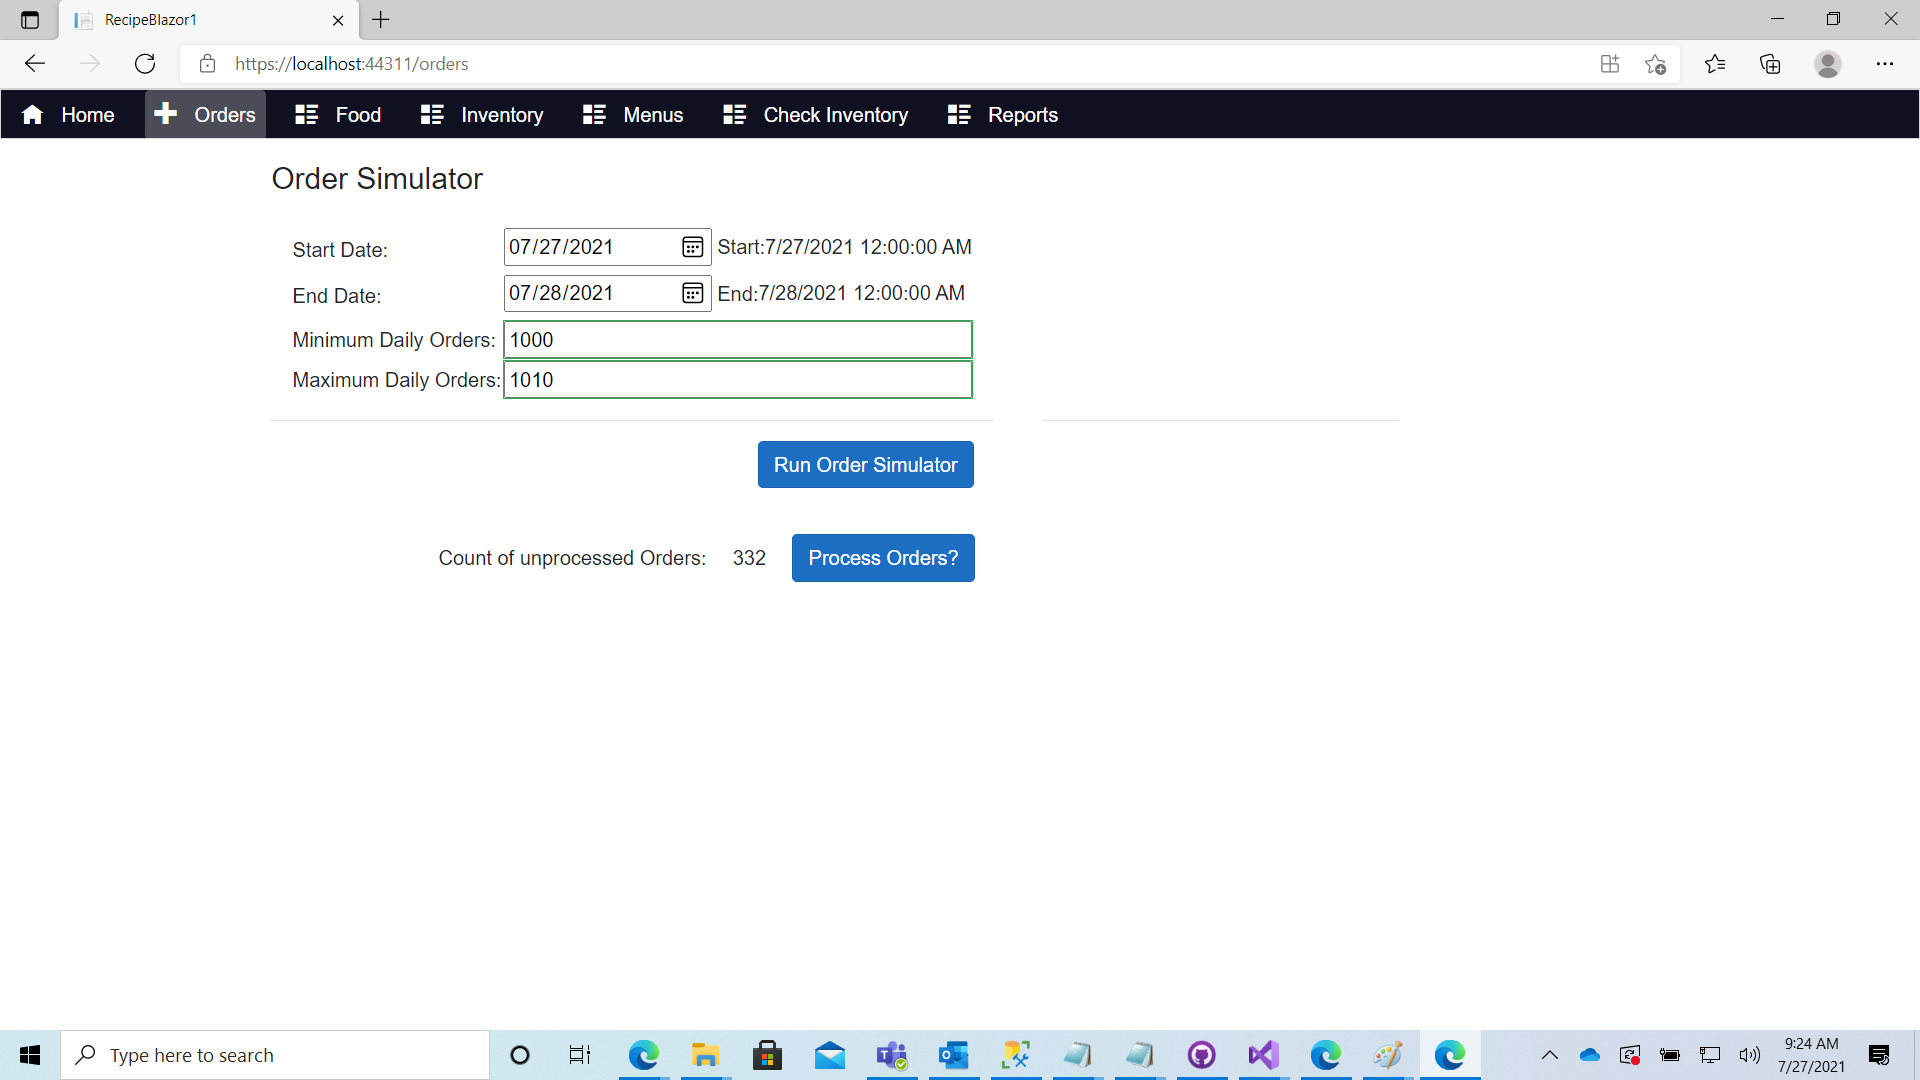 RecipeBlazor1
https://localhost:44311/orders
Home Orders Food Inventory Menus Check Inventory Reports
Order Simulator
Start Date: 07/27/2021 Start:7/27/2021 12:00:00 AM
End Date: 07/28/2021 End:7/28/2021 12:00:00 AM
Minimum Daily Orders: 1000
Maximum Daily Orders: 1010
Run Order Simulator
Count of unprocessed Orders: 332 Process Orders?
Type here to search
9:24 AM
7/27/2021